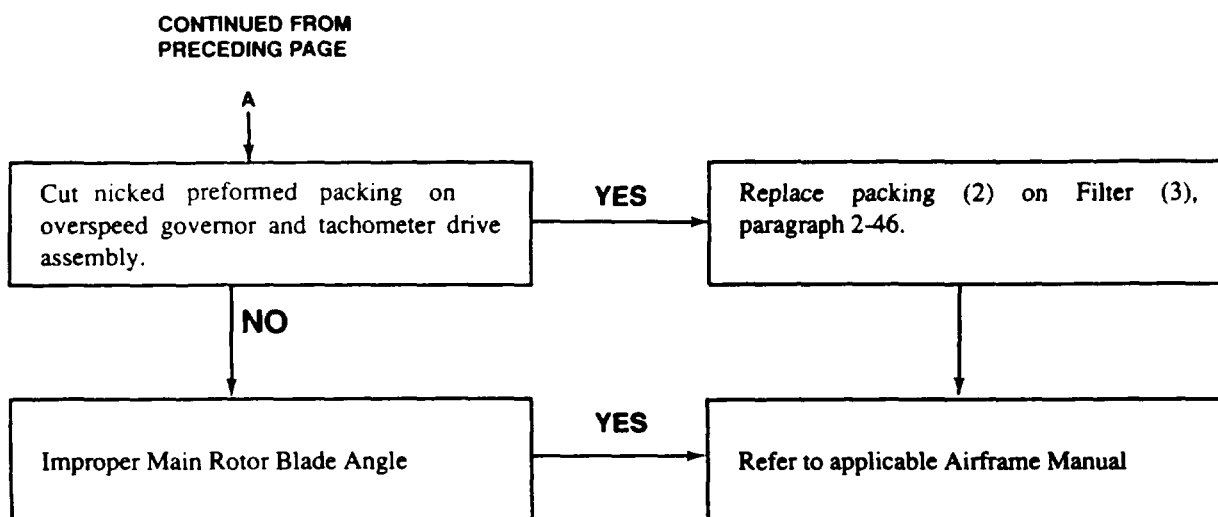 CONTINUED FROM
PRECEDING PAGE
A
Cut nicked preformed packing on
overspeed governor and tachometer drive
assembly.
YES
Replace packing (2) on Filter (3),
paragraph 2-46.
NO
Improper Main Rotor Blade Angle
YES
Refer to applicable Airframe Manual